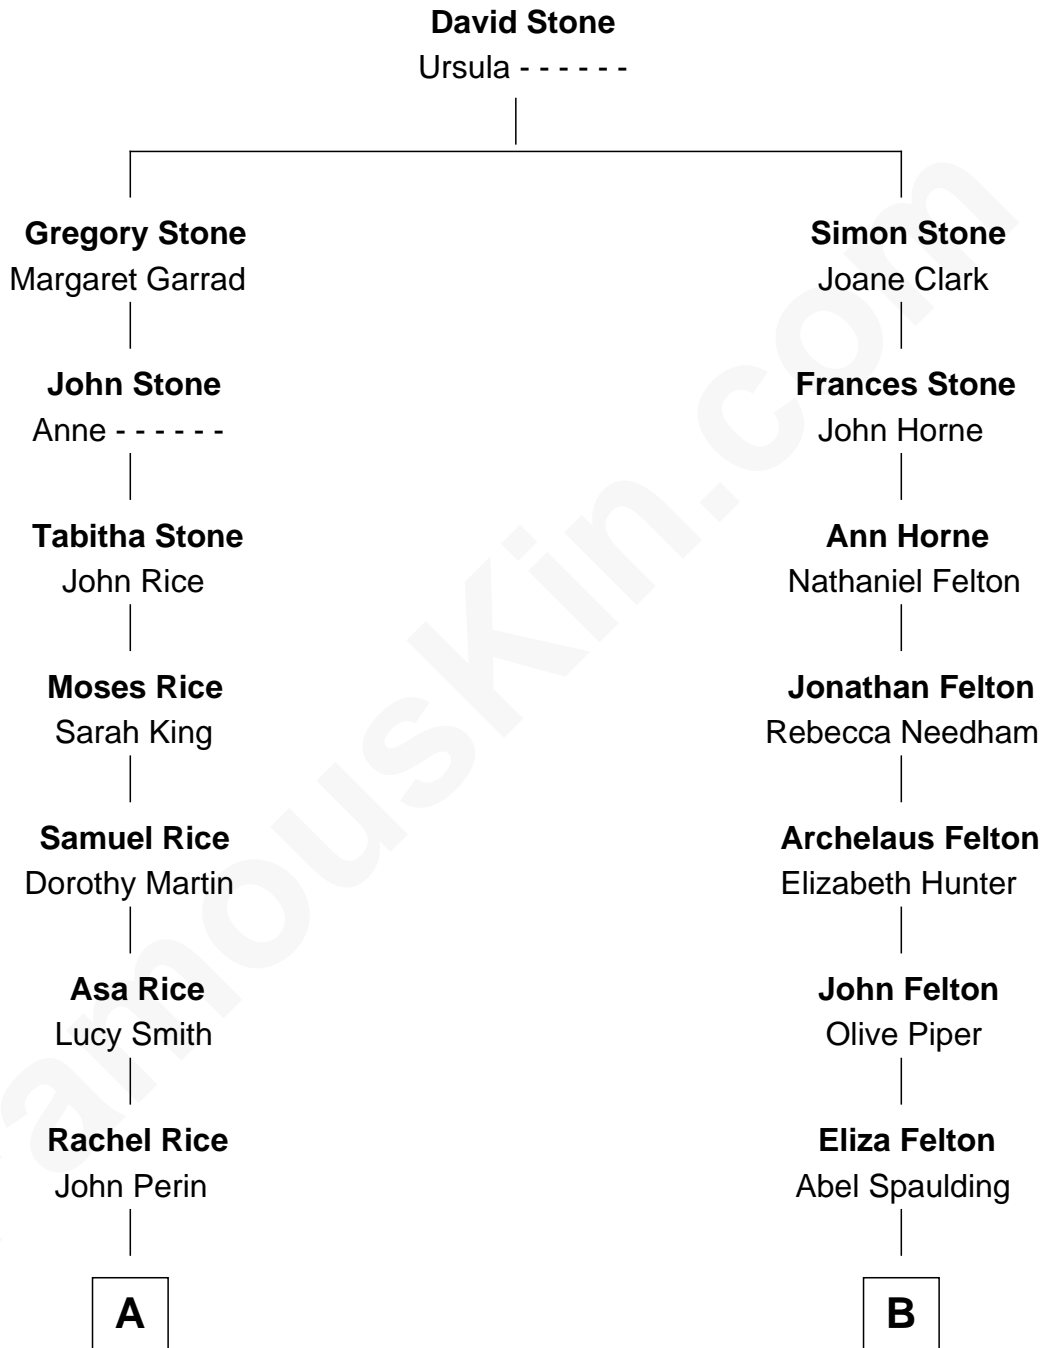 David Stone
Ursula - - - - - -
Gregory Stone
Margaret Garrad
Simon Stone
Joane Clark
John Stone
Anne - - - - - -
Frances Stone
John Horne
Tabitha Stone
John Rice
Ann Horne
Nathaniel Felton
Moses Rice
Sarah King
Jonathan Felton
Rebecca Needham
Samuel Rice
Dorothy Martin
Archelaus Felton
Elizabeth Hunter
Asa Rice
Lucy Smith
John Felton
Olive Piper
Rachel Rice
John Perin
Eliza Felton
Abel Spaulding
A
B
amouskin.com